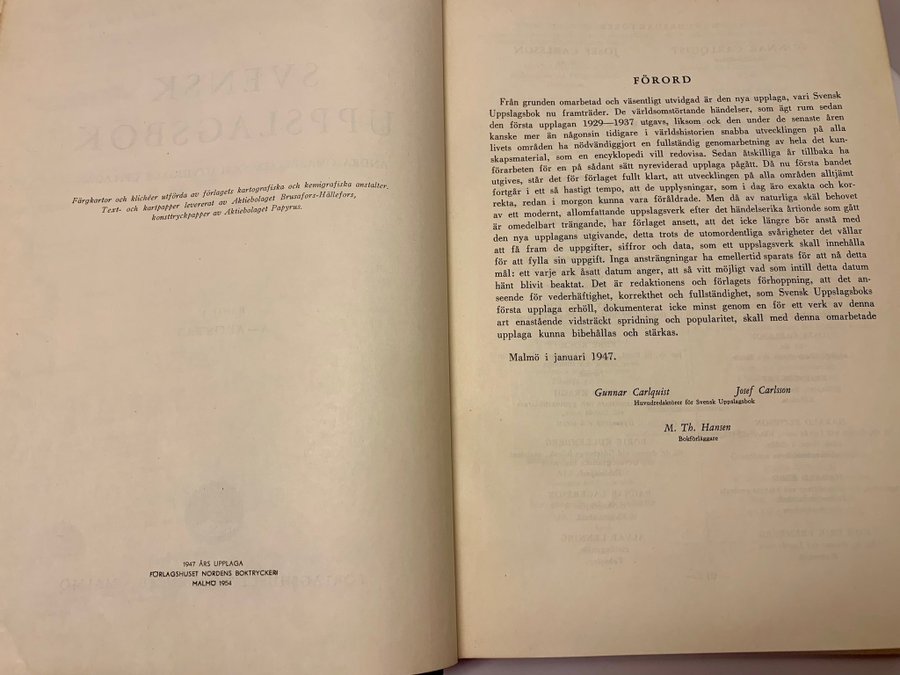 Färgkartor och klichéer utförda av förlagets kartografiska och kemigrafiska anstalter.
Text- och kartpapper levererat av Aktiebolaget Brusafors-Hällefors,
konsttryckpapper av Aktiebolaget Papyrus.
1947 ÅRS UPPLAGA
FÖRLAGSHUSET NORDENS BOKTRYCKERI
MALMÖ 1954
FÖRORD
Från grunden omarbetad och väsentligt utvidgad är den nya upplaga, vari Svensk
Uppslagsbok nu framträder. De världsomstörtande händelser, som ägt rum sedan
den första upplagan 1929—1937 utgavs, liksom ock den under de senaste åren
kanske mer än någonsin tidigare i världshistorien snabba utvecklingen på alla
livets områden ha nödvändiggjort en fullständig genomarbetning av hela det kun-
skapsmaterial, som en encyklopedi vill redovisa. Sedan åtskilliga år tillbaka ha
förarbeten för en på sådant sätt nyreviderad upplaga pågått. Då nu första bandet
utgives, står det för förlaget fullt klart, att utvecklingen på alla områden alltjämt
fortgår i ett så hastigt tempo, att de upplysningar, som i dag äro exakta och kor-
rekta, redan i morgon kunna vara föråldrade. Men då av naturliga skäl behovet
av ett modernt, allomfattande uppslagsverk efter det händelserika årtionde som gått
är omedelbart trängande, har förlaget ansett, att det icke längre bör anstå med
den nya upplagans utgivande, detta trots de utomordentliga svårigheter det vållar
att få fram de uppgifter, siffror och data, som ett uppslagsverk skall innehålla
för att fylla sin uppgift. Inga ansträngningar ha emellertid sparats för att nå detta
mål: ett varje ark åsatt datum anger, att så vitt möjligt vad som intill detta datum
hänt blivit beaktat. Det är redaktionens och förlagets förhoppning, att det an-
seende för vederhäftighet, korrekthet och fullständighet, som Svensk Uppslagsboks
första upplaga erhöll, dokumenterat icke minst genom en för ett verk av denna
art enastående vidsträckt spridning och popularitet, skall med denna omarbetade
upplaga kunna bibehållas och stärkas.
Malmö i januari 1947.
Gunnar Carlquist Josef Carlsson
Huvudredaktörer för Svensk Uppslagsbok
M. Th. Hansen
Bokförläggare